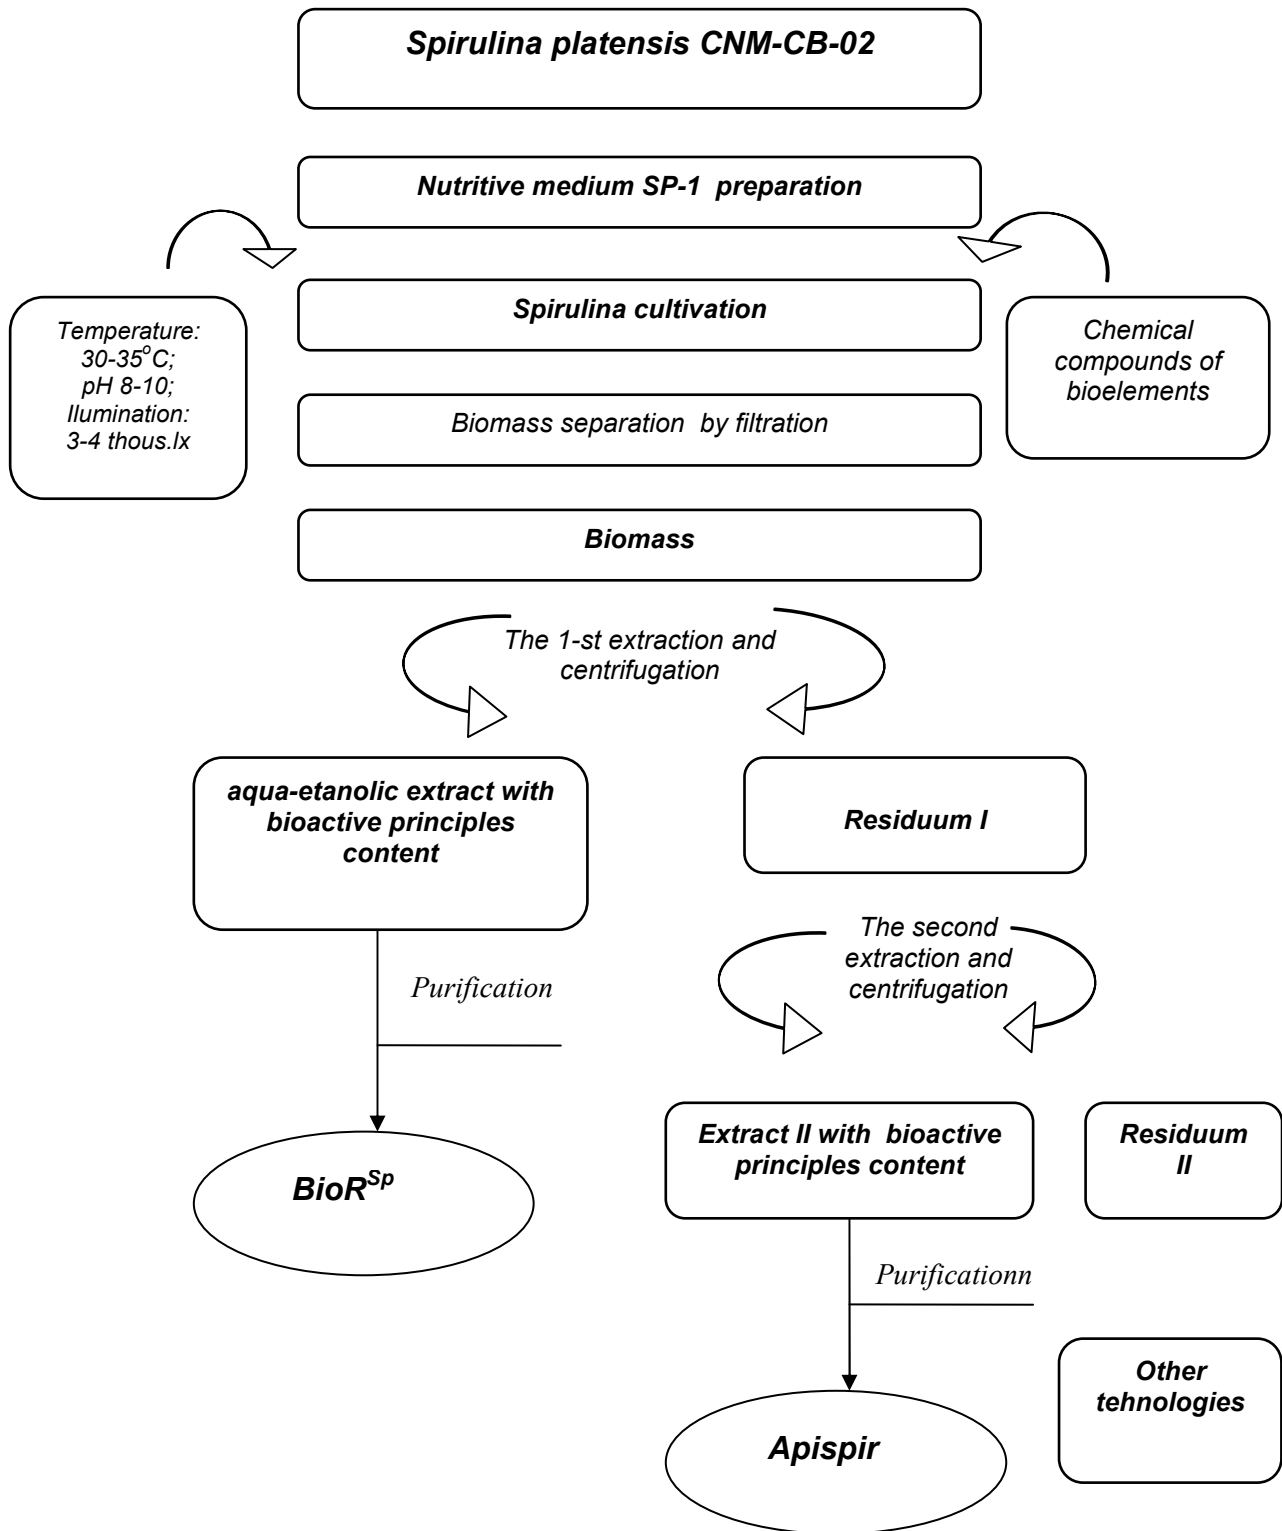 Spirulina platensis CNM-CB-02
Nutritive medium SP-1 preparation
Spirulina cultivation
Temperature:
30-35°C;
pH 8-10;
Ilumination:
3-4 thous.lx
Chemical
compounds of
bioelements
Biomass separation by filtration
Biomass
The 1-st extraction and
centrifugation
aqua-etanolic extract with
bioactive principles
content
Residuum I
The second
extraction and
centrifugation
Purification
Extract II with bioactive
principles content
Residuum
II
BioR^Sp
Purificationn
Other
tehnologies
Apispir